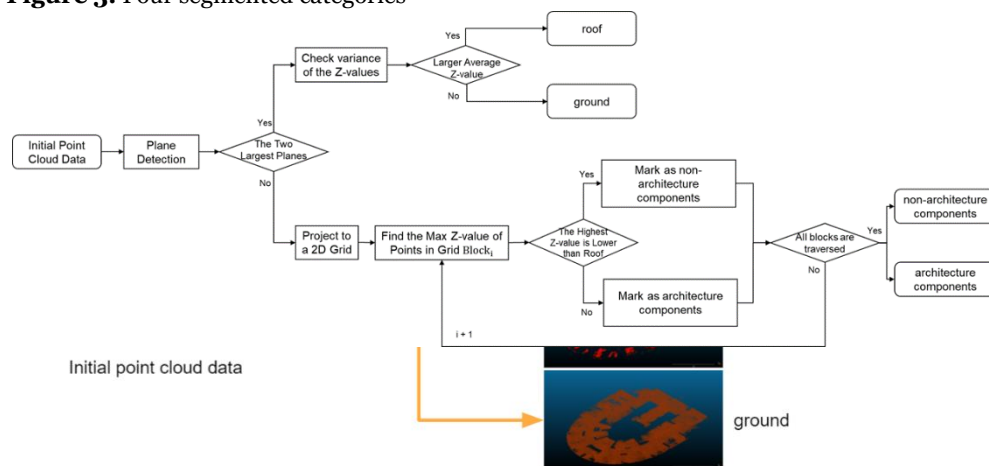 Figure 3. Four segmented categories
Yes
roof
Check variance
of the Z-values
Larger Average
Z-value
No
ground
Yes
Initial Point
Cloud Data
Plane
Detection
The Two
Largest Planes
No
Yes
Mark as non-
architecture
components
non-architecture
components
Project to
a 2D Grid
Find the Max Z-value of
Points in Grid Blockᵢ
The Highest
Z-value is Lower
than Roof
All blocks are
traversed
Yes
No
No
Mark as architecture
components
architecture
components
i + 1
Initial point cloud data
ground